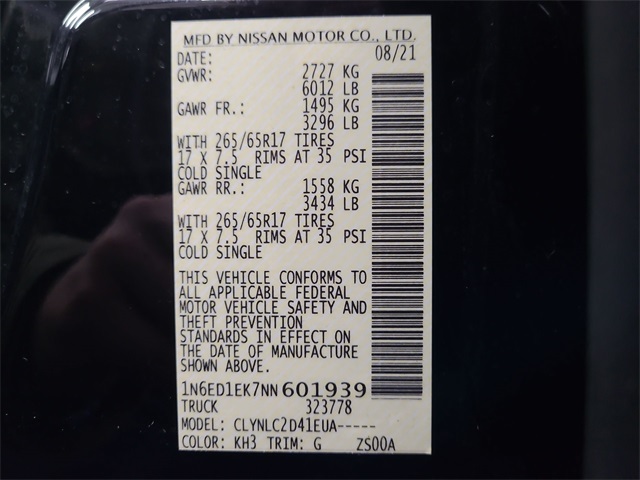 MFD BY NISSAN MOTOR CO., LTD.
DATE: 08/21
GVWR: 2727 KG
6012 LB
GAWR FR.: 1495 KG
3296 LB
WITH 265/65R17 TIRES
17 X 7.5 RIMS AT 35 PSI
COLD SINGLE
GAWR RR.: 1558 KG
3434 LB
WITH 265/65R17 TIRES
17 X 7.5 RIMS AT 35 PSI
COLD SINGLE
THIS VEHICLE CONFORMS TO
ALL APPLICABLE FEDERAL
MOTOR VEHICLE SAFETY AND
THEFT PREVENTION
STANDARDS IN EFFECT ON
THE DATE OF MANUFACTURE
SHOWN ABOVE.
1N6ED1EK7NN601939
TRUCK 323778
MODEL: CLYNLC2D41EUA-----
COLOR: KH3 TRIM: G ZS00A